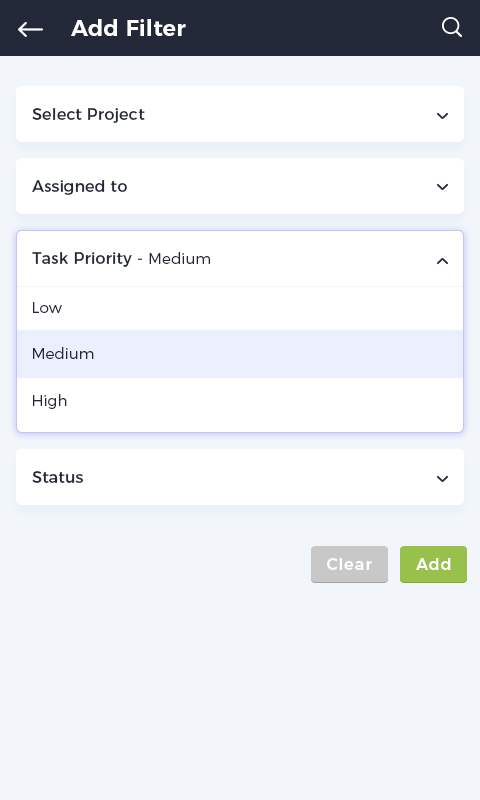 Add Filter
Select Project
Assigned to
Task Priority - Medium
Low
Medium
High
Status
Clear Add